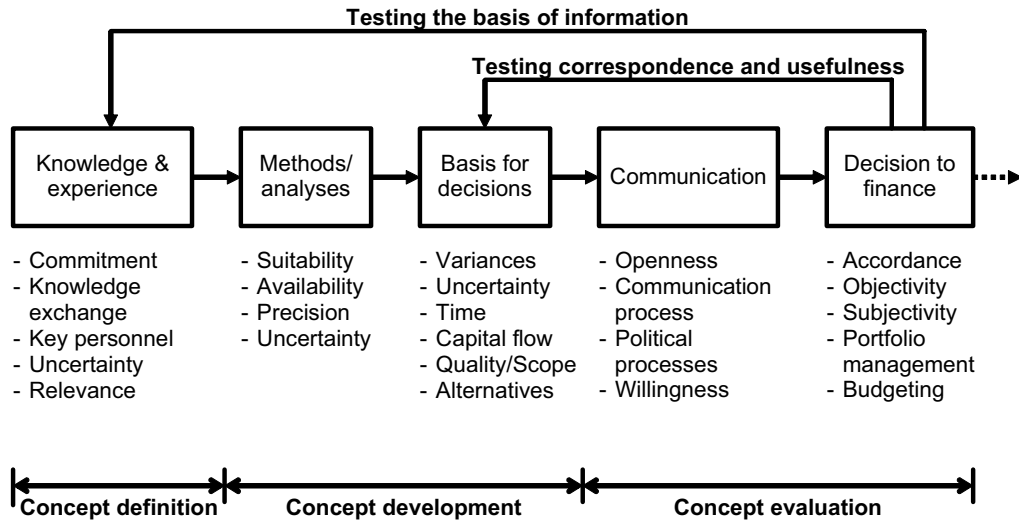 Testing the basis of information
Testing correspondence and usefulness
Knowledge &
experience
Methods/
analyses
Basis for
decisions
Communication
Decision to
finance
- Commitment
- Knowledge
exchange
- Key personnel
- Uncertainty
- Relevance
- Suitability
- Availability
- Precision
- Uncertainty
- Variances
- Uncertainty
- Time
- Capital flow
- Quality/Scope
- Alternatives
- Openness
- Communication
process
- Political
processes
- Willingness
- Accordance
- Objectivity
- Subjectivity
- Portfolio
management
- Budgeting
Concept definition
Concept development
Concept evaluation